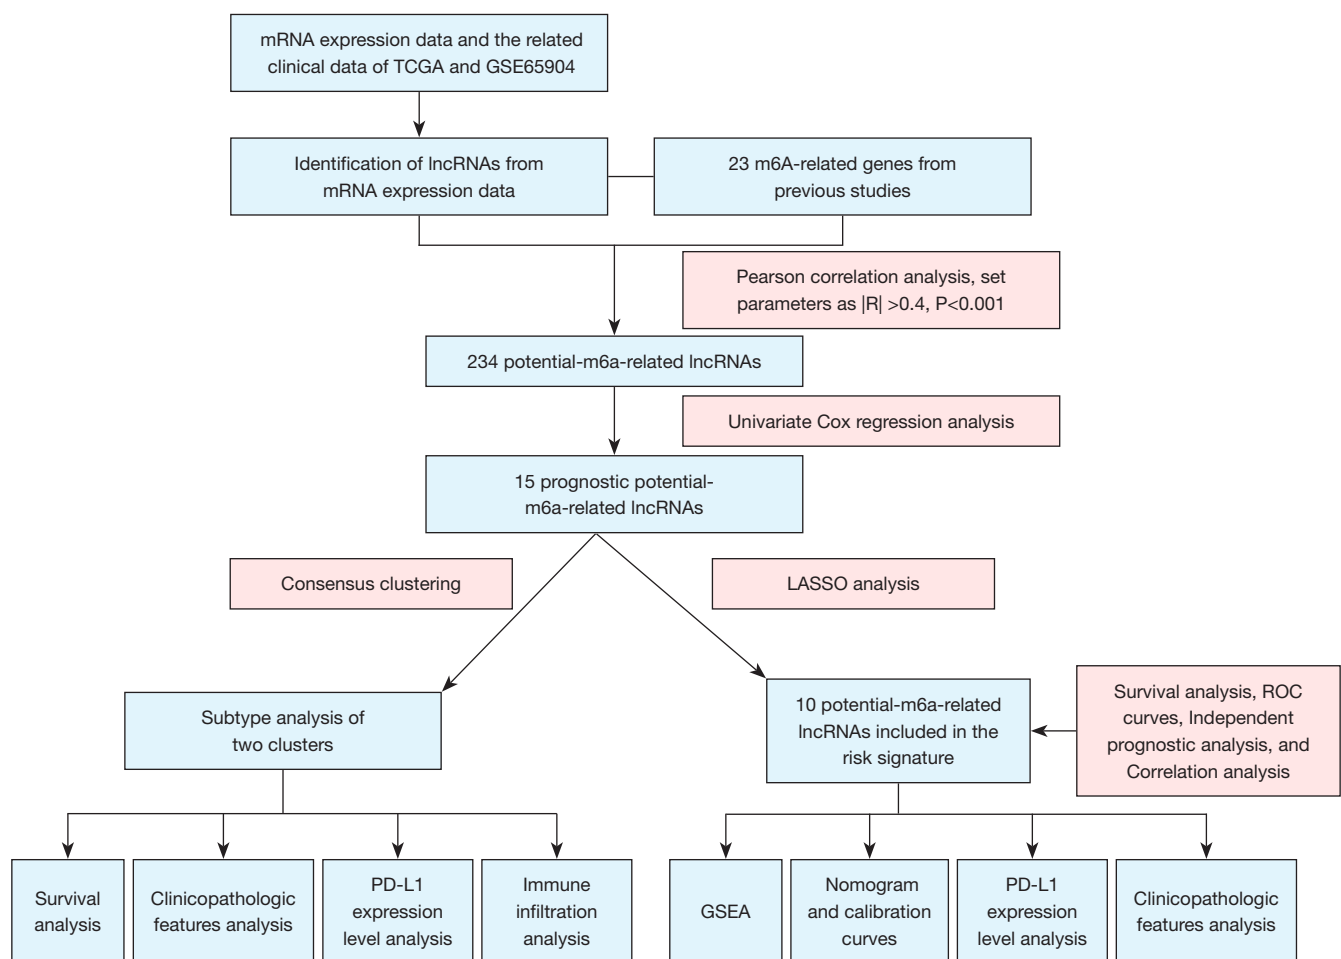 mRNA expression data and the related
clinical data of TCGA and GSE65904
Identification of lncRNAs from
mRNA expression data
23 m6A-related genes from
previous studies
Pearson correlation analysis, set
parameters as |R| >0.4, P<0.001
234 potential-m6a-related lncRNAs
Univariate Cox regression analysis
15 prognostic potential-
m6a-related lncRNAs
Consensus clustering
LASSO analysis
Subtype analysis of
two clusters
10 potential-m6a-related
lncRNAs included in the
risk signature
Survival analysis, ROC
curves, Independent
prognostic analysis, and
Correlation analysis
Survival
analysis
Clinicopathologic
features analysis
PD-L1
expression
level analysis
Immune
infiltration
analysis
GSEA
Nomogram
and calibration
curves
PD-L1
expression
level analysis
Clinicopathologic
features analysis